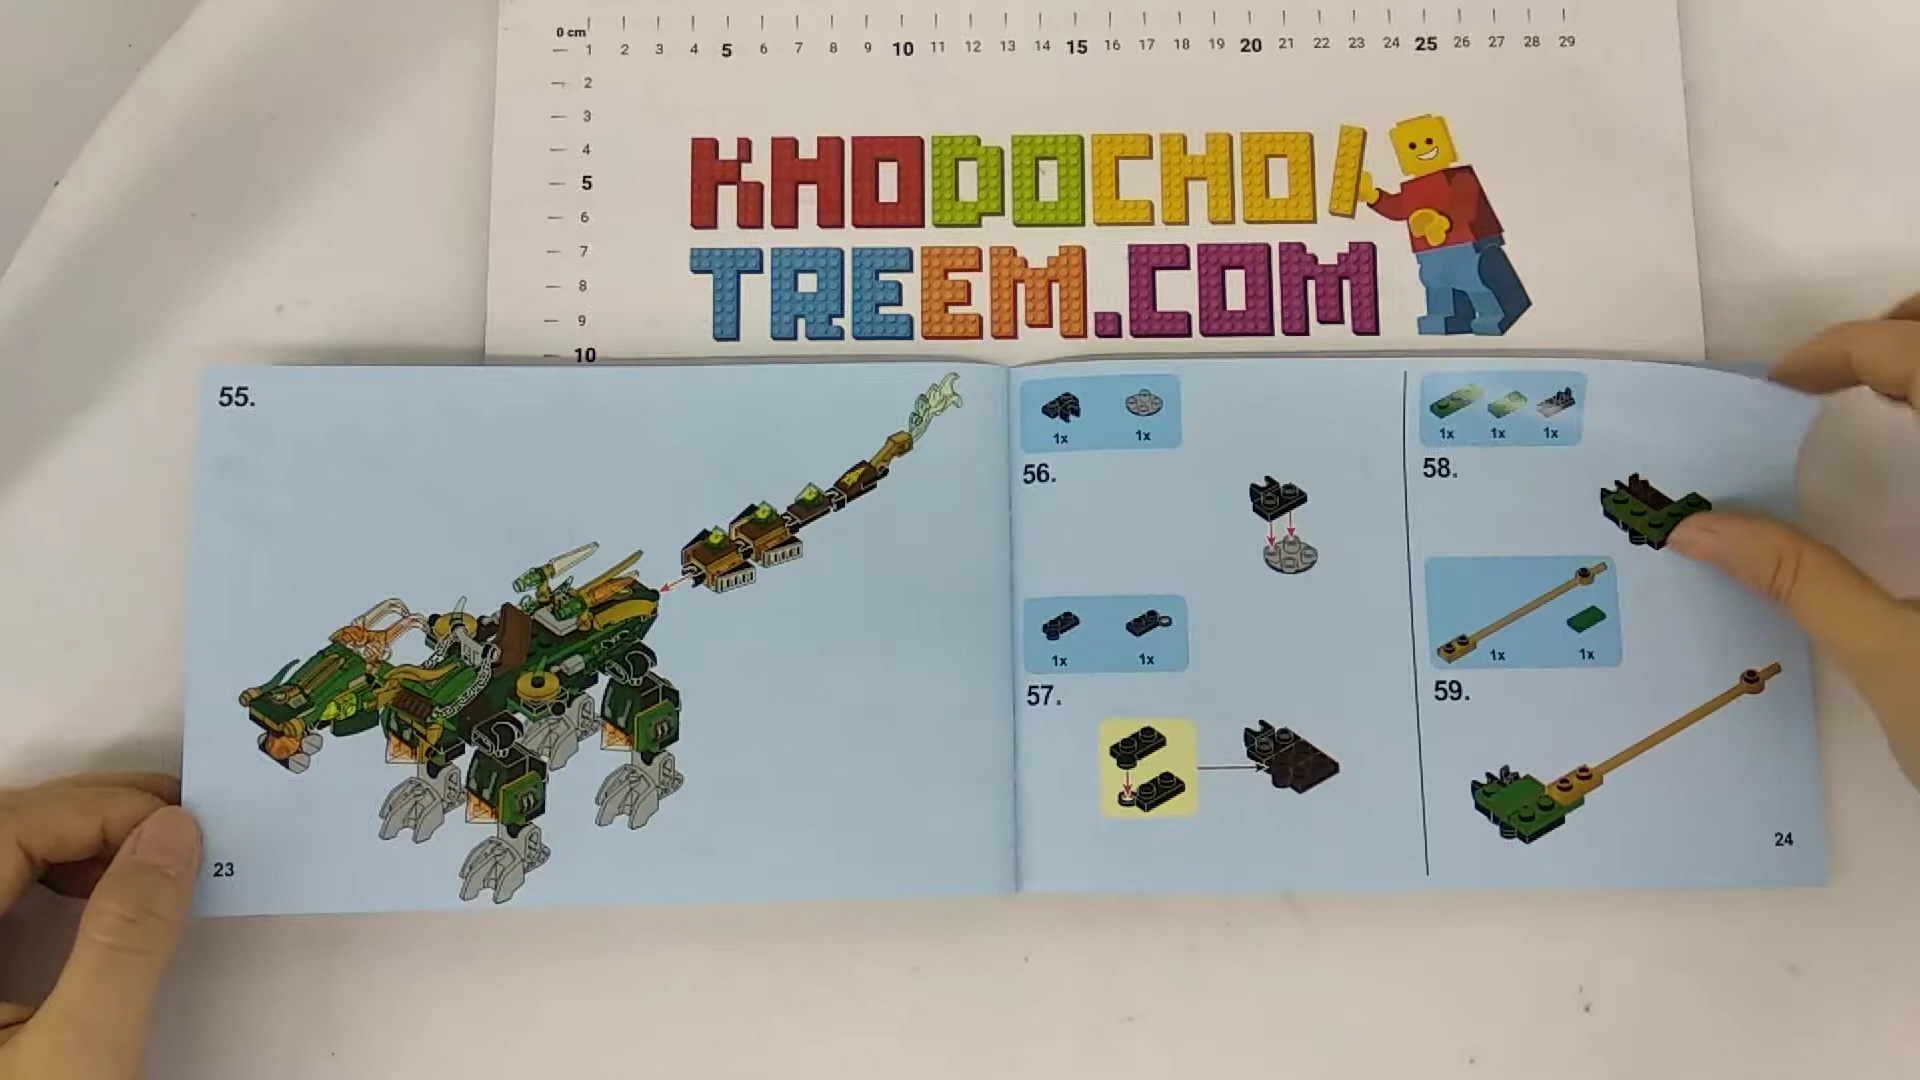 0 cm
1 2 3 4 5 6 7 8 9 10 11 12 13 14 15 16 17 18 19 20 21 22 23 24 25 26 27 28 29
2
3
4
5
6
7
8
9
10
KHODOCHOI
TREEM.COM
55.
23
1x 1x
56.
1x 1x
57.
1x 1x 1x
58.
1x 1x
59.
24